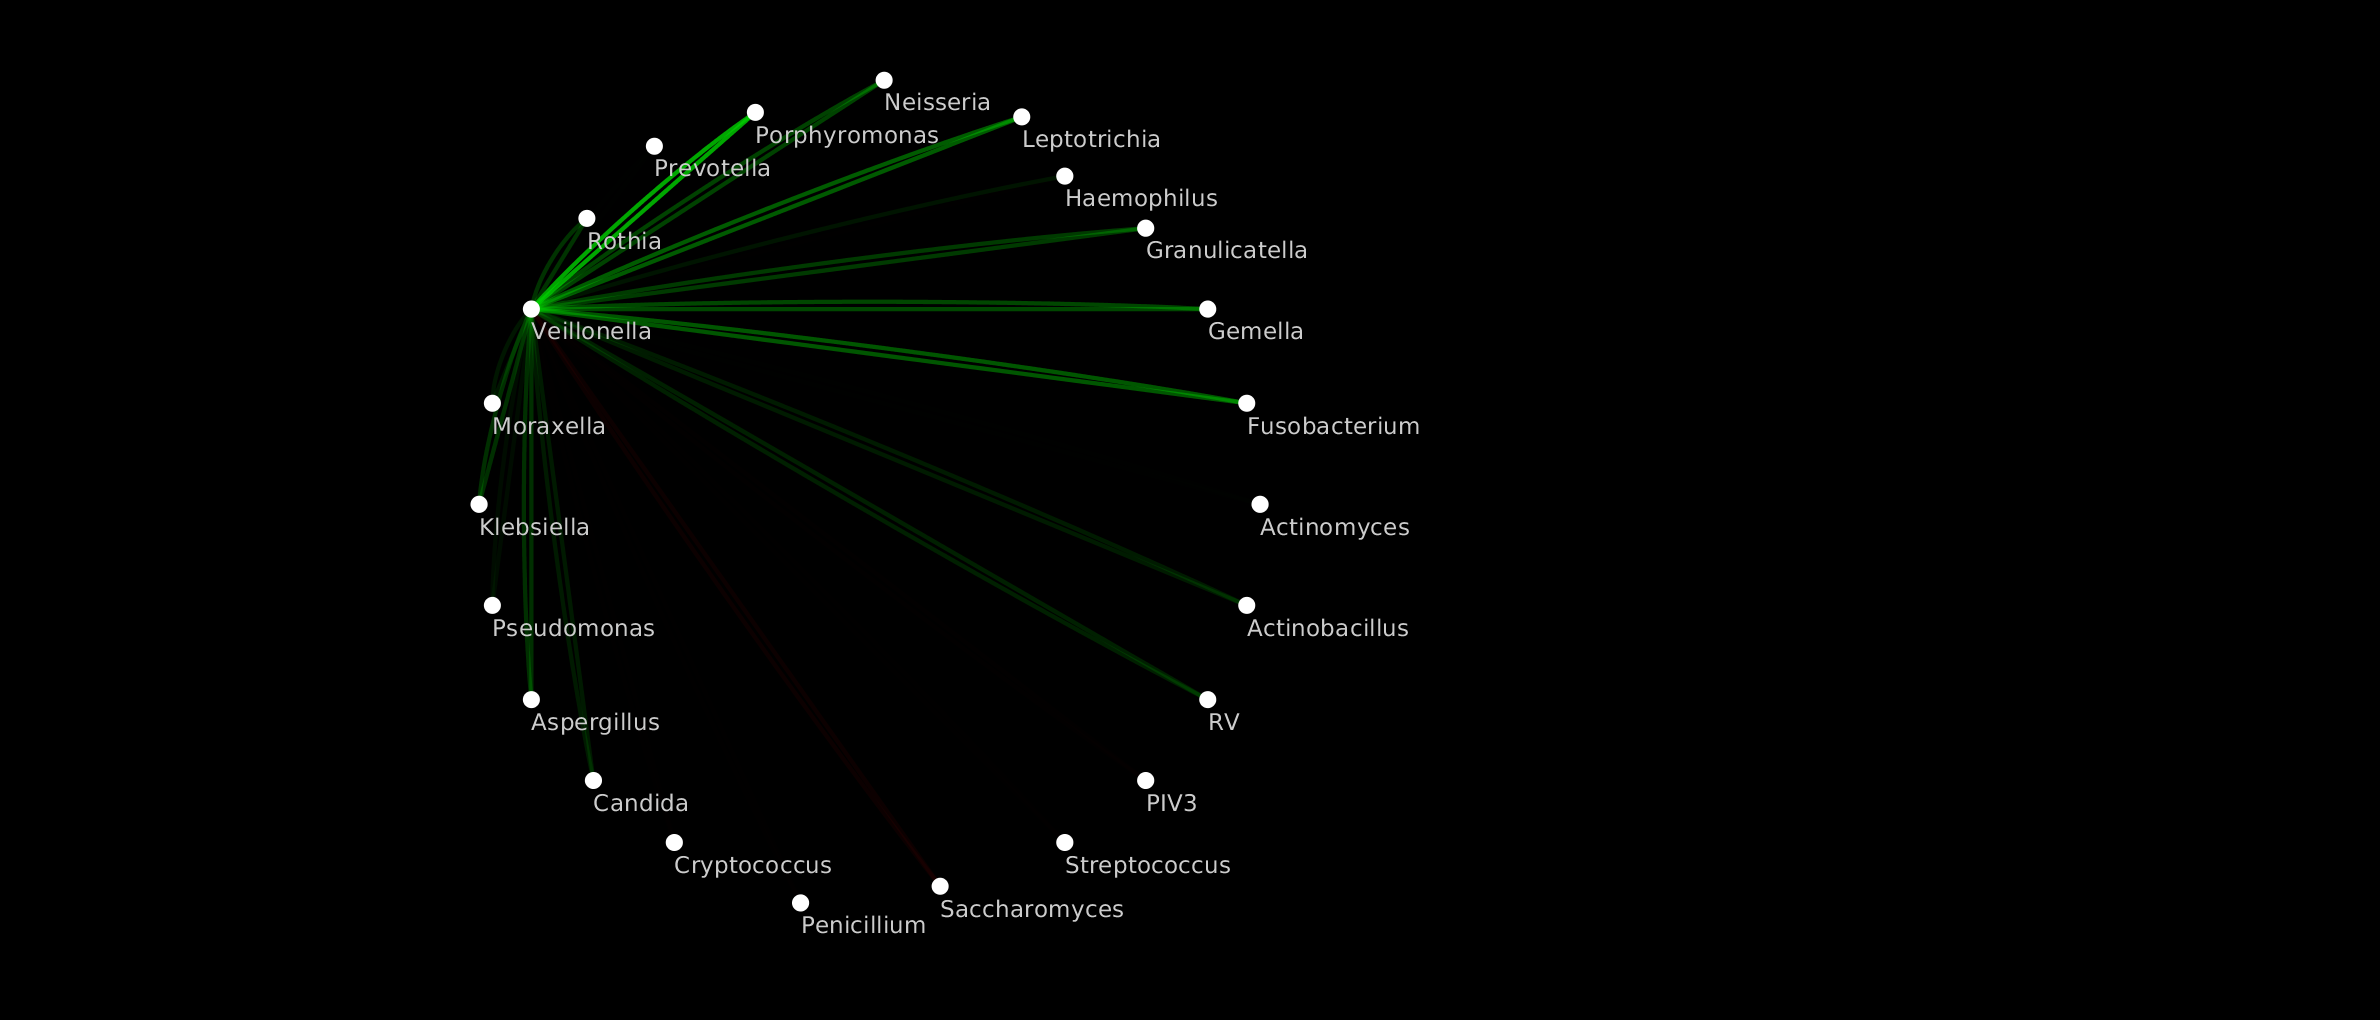 Neisseria
Porphyromonas
Leptotrichia
Prevotella
Haemophilus
Rothia
Granulicatella
Veillonella
Gemella
Moraxella
Fusobacterium
Klebsiella
Actinomyces
Pseudomonas
Actinobacillus
Aspergillus
RV
Candida
PIV3
Cryptococcus
Streptococcus
Saccharomyces
Penicillium